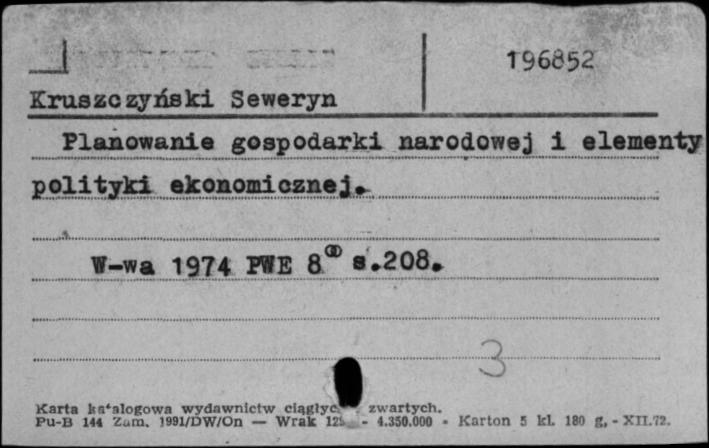 196852
Kruszczyński Seweryn
Planowanie gospodarki narodowej i elementy
polityki ekonomicznej.
W-wa 1974 PWE 8° s.208.
3
Karta katalogowa wydawnictw ciągłyc zwartych.
Pu-B 144 Zam. 1991/DW/On — Wrak - 4.350.000 - Karton 5 kl. 180 g, - XII.72.